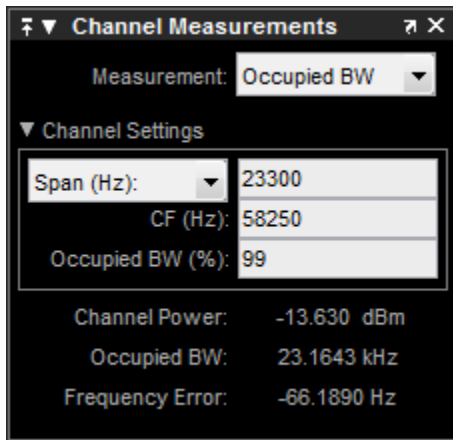 Channel Measurements
Measurement: Occupied BW
Channel Settings
Span (Hz): 23300
CF (Hz): 58250
Occupied BW (%): 99
Channel Power: -13.630 dBm
Occupied BW: 23.1643 kHz
Frequency Error: -66.1890 Hz